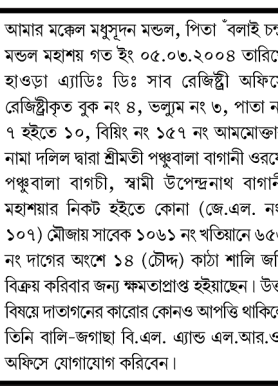 আমার মক্কেল মধুসূদন মন্ডল, পিতা ঁবলাই চন্দ্র
মন্ডল মহাশয় গত ইং ০৫.০৩.২০০৪ তারিখে
হাওড়া এ্যাডিঃ ডিঃ সাব রেজিষ্ট্রী অফিসে
রেজিষ্ট্রীকৃত বুক নং ৪, ভল্যুম নং ৩, পাতা নং
৭ হইতে ১০, বিয়িং নং ১৫৭ নং আমমোক্তার
নামা দলিল দ্বারা শ্রীমতী পঞ্চুবালা বাগানী ওরফে
পঞ্চুবালা বাগচী, স্বামী উপেন্দ্রনাথ বাগানী
মহাশয়ার নিকট হইতে কোনা (জে.এল. নং
১০৭) মৌজায় সাবেক ১০৬১ নং খতিয়ানে
নং দাগের অংশে ১৪ (চৌদ্দ) কাঠা শালি জমি
বিক্রয় করিবার জন্য ক্ষমতাপ্রাপ্ত হইয়াছেন। উক্ত
বিষয়ে দাতাগনের কারোর কোনও আপত্তি থাকিলে
তিনি বালি-জগাছা বি.এল. এ্যান্ড এল.আর.ও
অফিসে যোগাযোগ করিবেন।